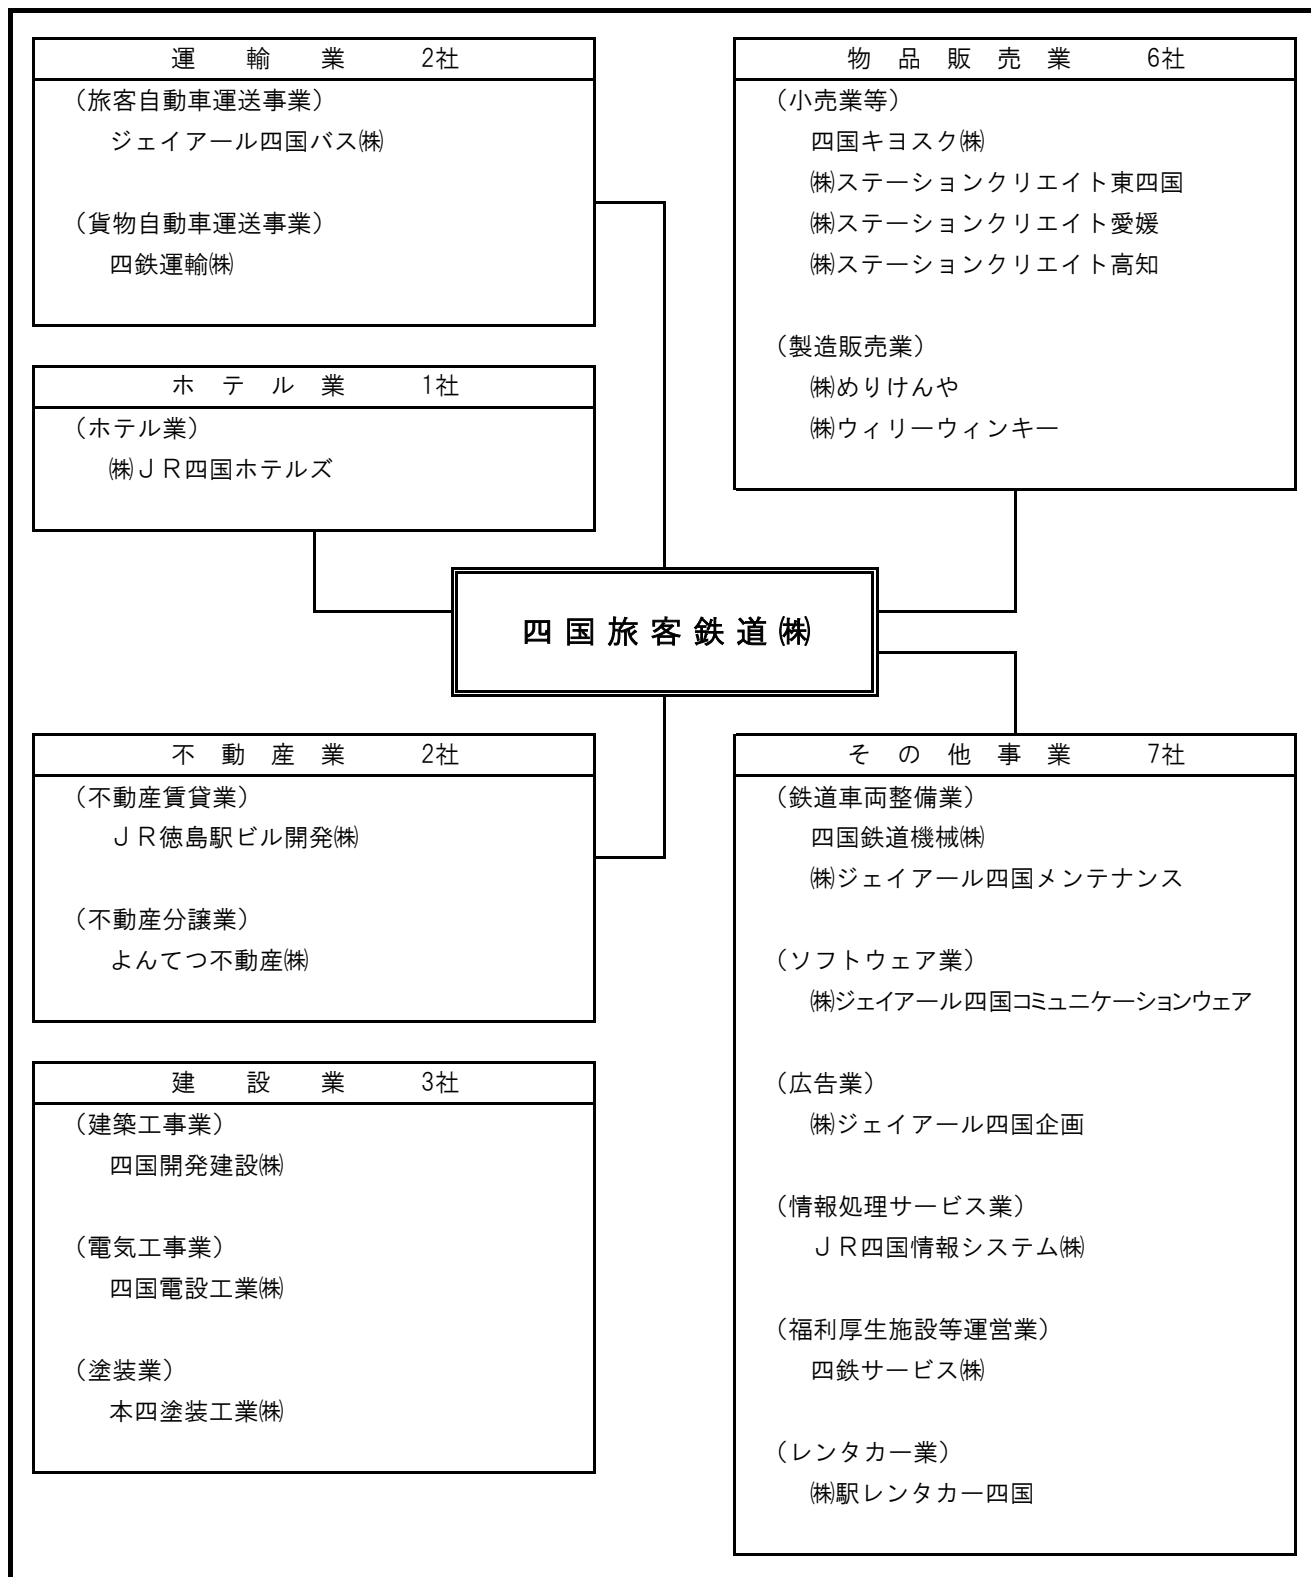 運輸業 2社
（旅客自動車運送事業）
ジェイアール四国バス㈱
（貨物自動車運送事業）
四鉄運輸㈱
ホテル業 1社
（ホテル業）
㈱ＪＲ四国ホテルズ
物品販売業 6社
（小売業等）
四国キヨスク㈱
㈱ステーションクリエイト東四国
㈱ステーションクリエイト愛媛
㈱ステーションクリエイト高知
（製造販売業）
㈱めりけんや
㈱ウィリーウィンキー
四国旅客鉄道㈱
不動産業 2社
（不動産賃貸業）
ＪＲ徳島駅ビル開発㈱
（不動産分譲業）
よんてつ不動産㈱
建設業 3社
（建築工事業）
四国開発建設㈱
（電気工事業）
四国電設工業㈱
（塗装業）
本四塗装工業㈱
その他事業 7社
（鉄道車両整備業）
四国鉄道機械㈱
㈱ジェイアール四国メンテナンス
（ソフトウェア業）
㈱ジェイアール四国コミュニケーションウェア
（広告業）
㈱ジェイアール四国企画
（情報処理サービス業）
ＪＲ四国情報システム㈱
（福利厚生施設等運営業）
四鉄サービス㈱
（レンタカー業）
㈱駅レンタカー四国